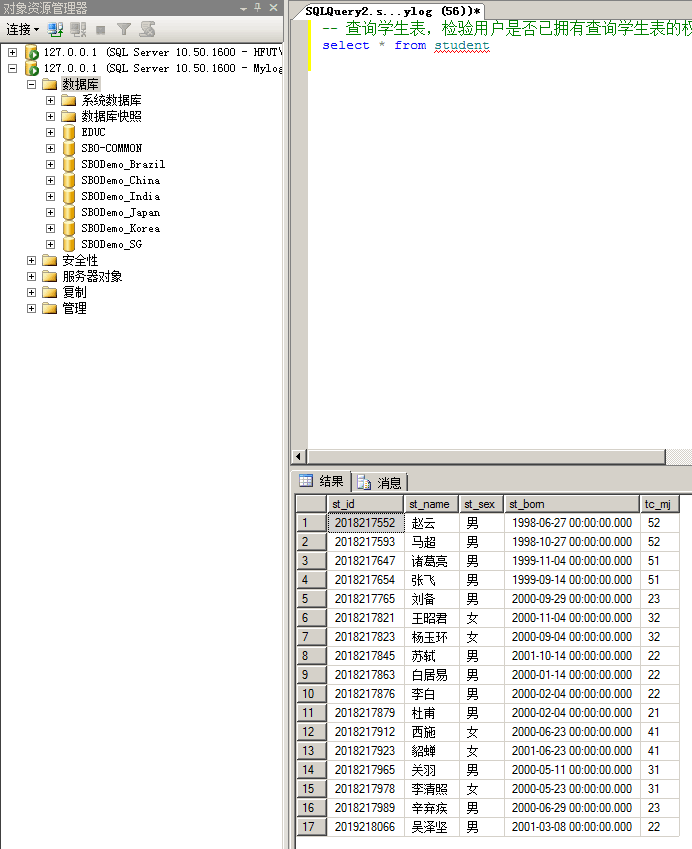 对象资源管理器
连接
127.0.0.1 (SQL Server 10.50.1600 - HFUT\
127.0.0.1 (SQL Server 10.50.1600 - Mylog
数据库
系统数据库
数据库快照
EDUC
SBO-COMMON
SBODemo_Brazil
SBODemo_China
SBODemo_India
SBODemo_Japan
SBODemo_Korea
SBODemo_SG
安全性
服务器对象
复制
管理
SQLQuery2.s...ylog (56))*
-- 查询学生表，检验用户是否已拥有查询学生表的权
select * from student
结果 消息
st_id st_name st_sex st_born tc_mj
1 2018217552 赵云 男 1998-06-27 00:00:00.000 52
2 2018217593 马超 男 1998-10-27 00:00:00.000 52
3 2018217647 诸葛亮 男 1999-11-04 00:00:00.000 51
4 2018217654 张飞 男 1999-09-14 00:00:00.000 51
5 2018217765 刘备 男 2000-09-29 00:00:00.000 23
6 2018217821 王昭君 女 2000-11-04 00:00:00.000 32
7 2018217823 杨玉环 女 2000-09-04 00:00:00.000 32
8 2018217845 苏轼 男 2001-10-14 00:00:00.000 22
9 2018217863 白居易 男 2000-01-14 00:00:00.000 22
10 2018217876 李白 男 2000-02-04 00:00:00.000 22
11 2018217879 杜甫 男 2000-02-04 00:00:00.000 21
12 2018217912 西施 女 2000-06-23 00:00:00.000 41
13 2018217923 貂蝉 女 2001-06-23 00:00:00.000 41
14 2018217965 关羽 男 2000-05-11 00:00:00.000 31
15 2018217978 李清照 女 2000-05-23 00:00:00.000 31
16 2018217989 辛弃疾 男 2000-06-29 00:00:00.000 23
17 2019218066 吴泽坚 男 2001-03-08 00:00:00.000 22